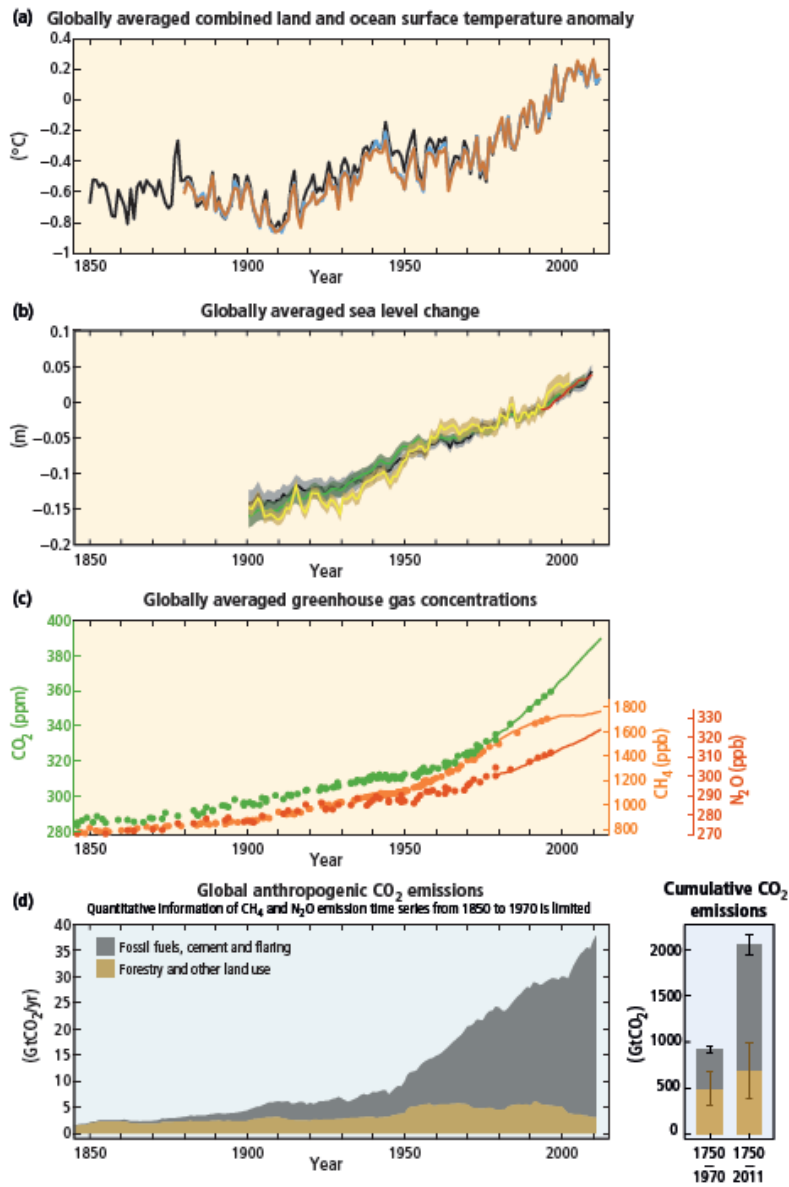 (a) Globally averaged combined land and ocean surface temperature anomaly
0.4
0.2
0
−0.2
−0.4
−0.6
−0.8
−1
(°C)
1850 1900 1950 2000
Year
(b) Globally averaged sea level change
0.1
0.05
0
−0.05
−0.1
−0.15
−0.2
(m)
1850 1900 1950 2000
Year
(c) Globally averaged greenhouse gas concentrations
400
380
360
340
320
300
280
CO2 (ppm)
1800
1600
1400
1200
1000
800
CH4 (ppb)
330
320
310
300
290
280
270
N2O (ppb)
1850 1900 1950 2000
Year
(d) Global anthropogenic CO2 emissions
Quantitative information of CH4 and N2O emission time series from 1850 to 1970 is limited
40
35
30
25
20
15
10
5
0
(GtCO2/yr)
Fossil fuels, cement and flaring
Forestry and other land use
1850 1900 1950 2000
Year
Cumulative CO2
emissions
2000
1500
1000
500
0
(GtCO2)
1750 1750
– –
1970 2011